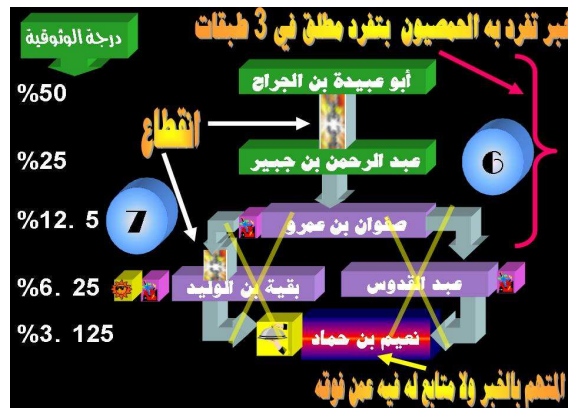 خبر تفرد به الحمصيون بتفرد مطلق في 3 طبقات
درجة الوثوقية
%50
أبو عبيدة بن الجراح
انقطاع
%25
عبد الرحمن بن جبير
6
%12. 5
7
صفوان بن عمرو
%6. 25
بقية بن الوليد
عبد القدوس
%3. 125
نعيم بن حماد
المتهم بالخبر ولا متابع له فيه عمن فوقه